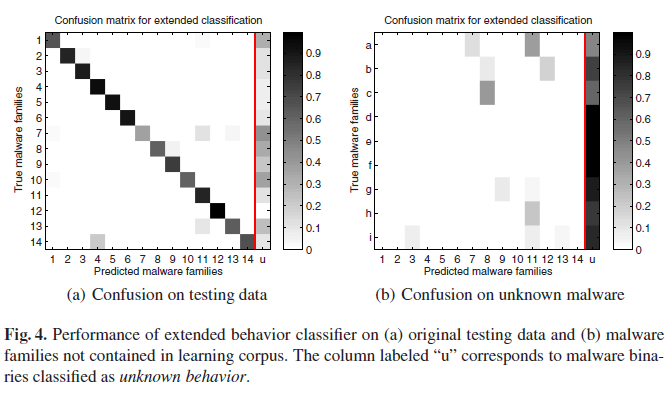 Confusion matrix for extended classification
1
2
3
4
5
6
7
8
9
10
11
12
13
14
True malware families
1 2 3 4 5 6 7 8 9 10 11 12 13 14 u
Predicted malware families
0.9
0.8
0.7
0.6
0.5
0.4
0.3
0.2
0.1
0
(a) Confusion on testing data
Confusion matrix for extended classification
a
b
c
d
e
f
g
h
i
True malware families
1 2 3 4 5 6 7 8 9 10 11 12 13 14 u
Predicted malware families
0.9
0.8
0.7
0.6
0.5
0.4
0.3
0.2
0.1
0
(b) Confusion on unknown malware
Fig. 4. Performance of extended behavior classifier on (a) original testing data and (b) malware
families not contained in learning corpus. The column labeled “u” corresponds to malware bina-
ries classified as unknown behavior.